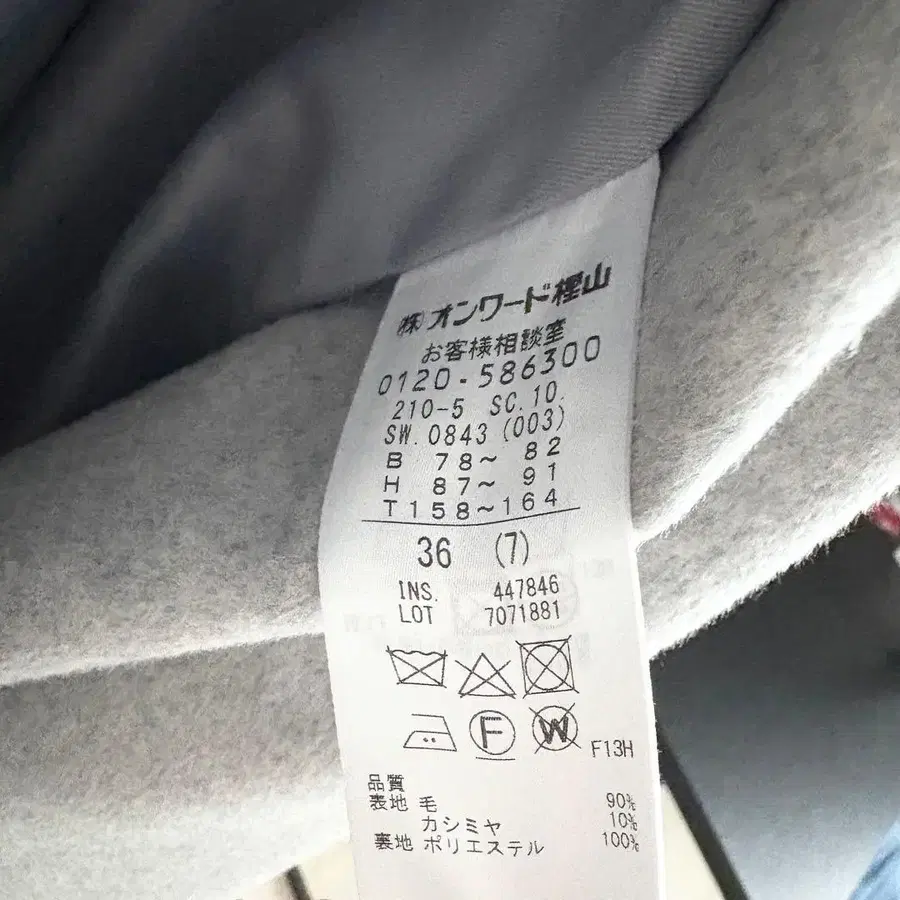 ㈱オンワード樫山
お客様相談室
0120-586300
210-5 SC.10.
SW.0843(003)
B 78~ 82
H 87~ 91
T158~164
36 (7)
INS. 447846
LOT 7071881
F W F13H
品質
表地 毛 90%
カシミヤ 10%
裏地 ポリエステル 100%